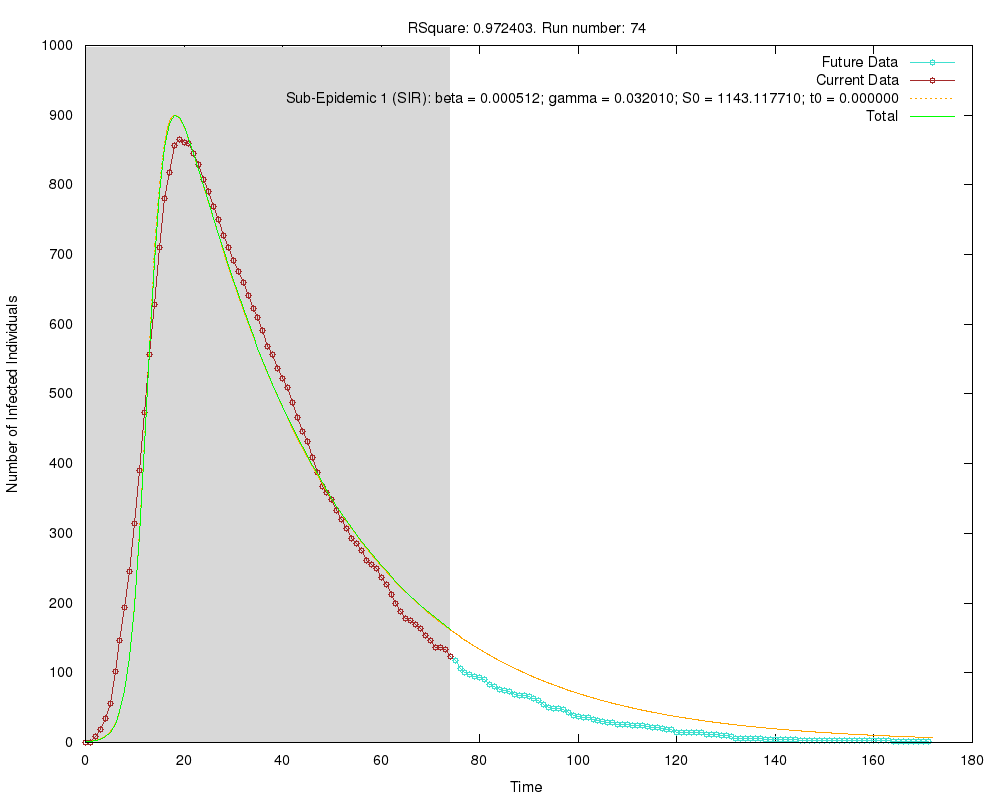 RSquare: 0.972403. Run number: 74
Future Data
Current Data
Sub-Epidemic 1 (SIR): beta = 0.000512; gamma = 0.032010; S0 = 1143.117710; t0 = 0.000000
Total
1000
900
800
700
600
500
400
300
200
100
0
Number of Infected Individuals
0 20 40 60 80 100 120 140 160 180
Time